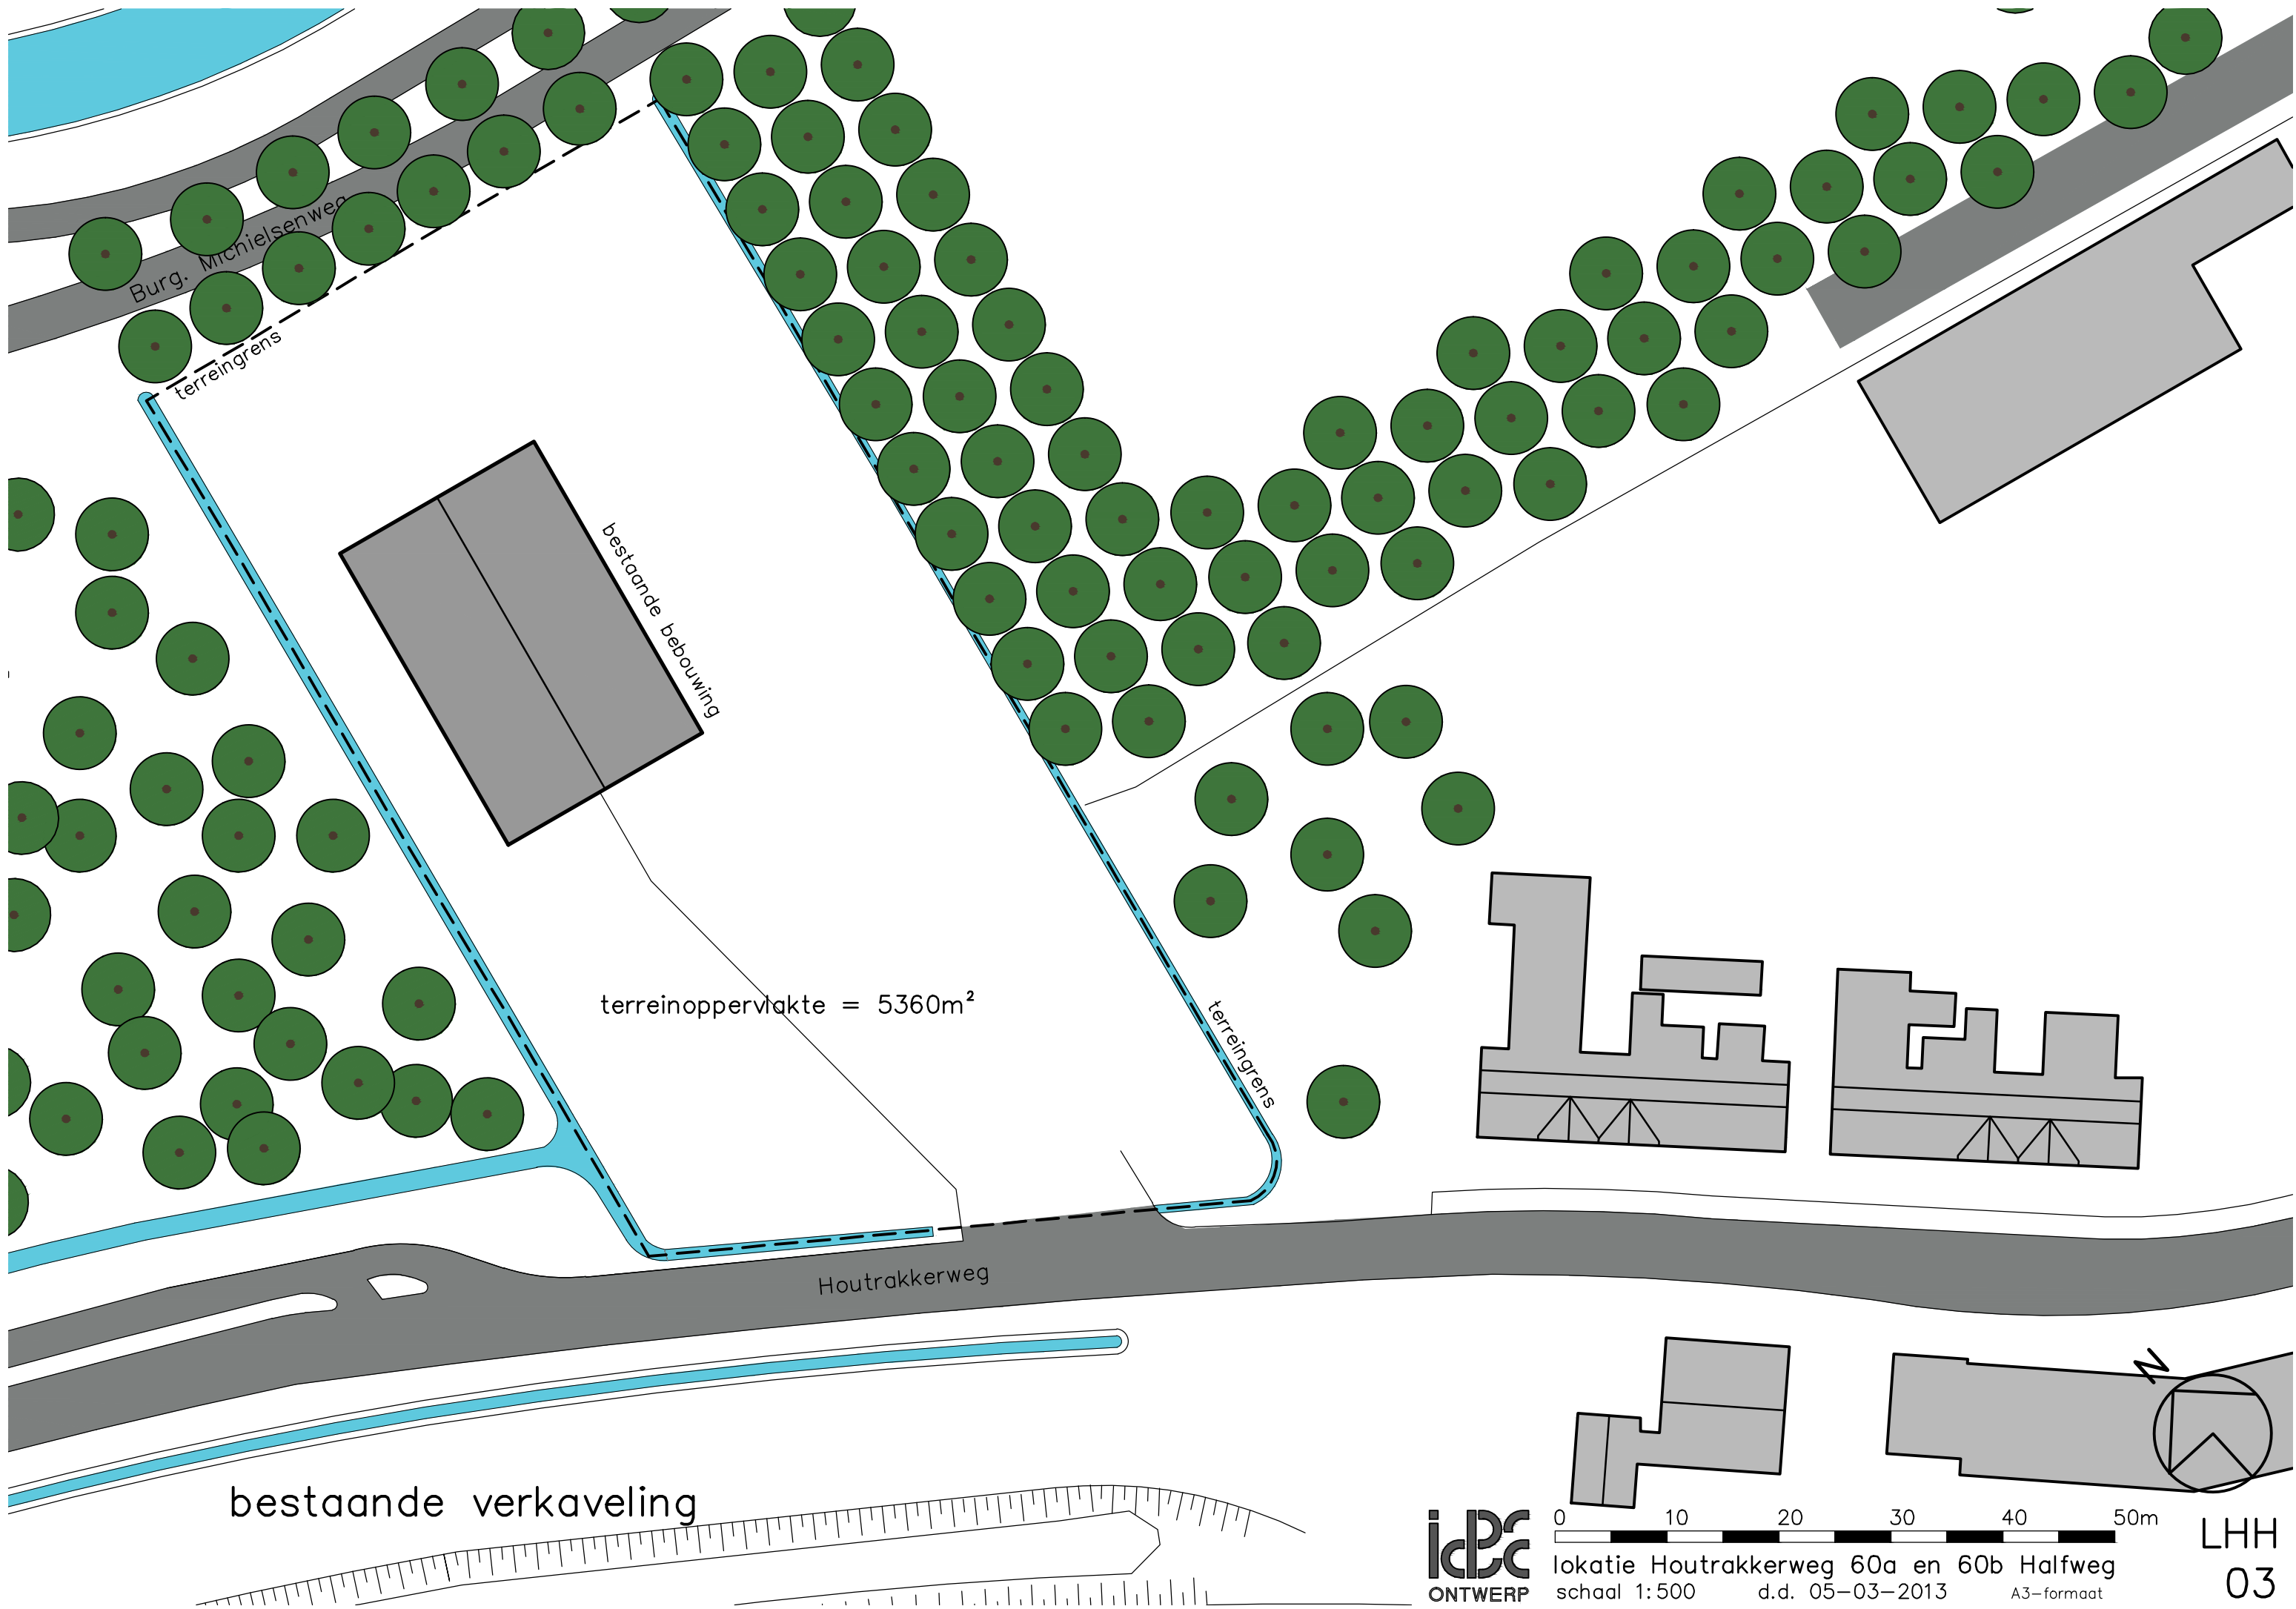 Burg. Michielsenweg
terreingrens
bestaande bebouwing
terreinoppervlakte = 5360m²
terreingrens
Houtrakkerweg
bestaande verkaveling
N
idEE
ONTWERP
0 10 20 30 40 50m
lokatie Houtrakkerweg 60a en 60b Halfweg
schaal 1:500 d.d. 05-03-2013 A3-formaat
LHH
03